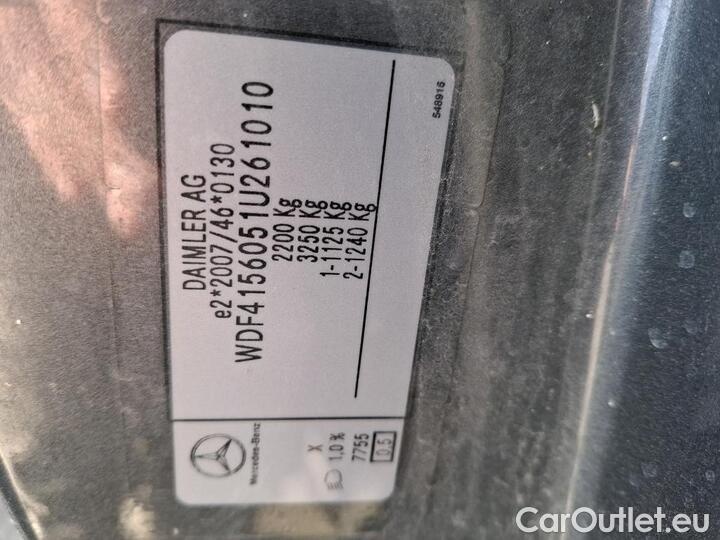 DAIMLER AG
e2*2007/46*0130
WDF4156051U261010
2200 Kg
3250 Kg
1-1125 Kg
2-1240 Kg
Mercedes-Benz
X
1,0%
7755
0.5
548916
CarOutlet.eu